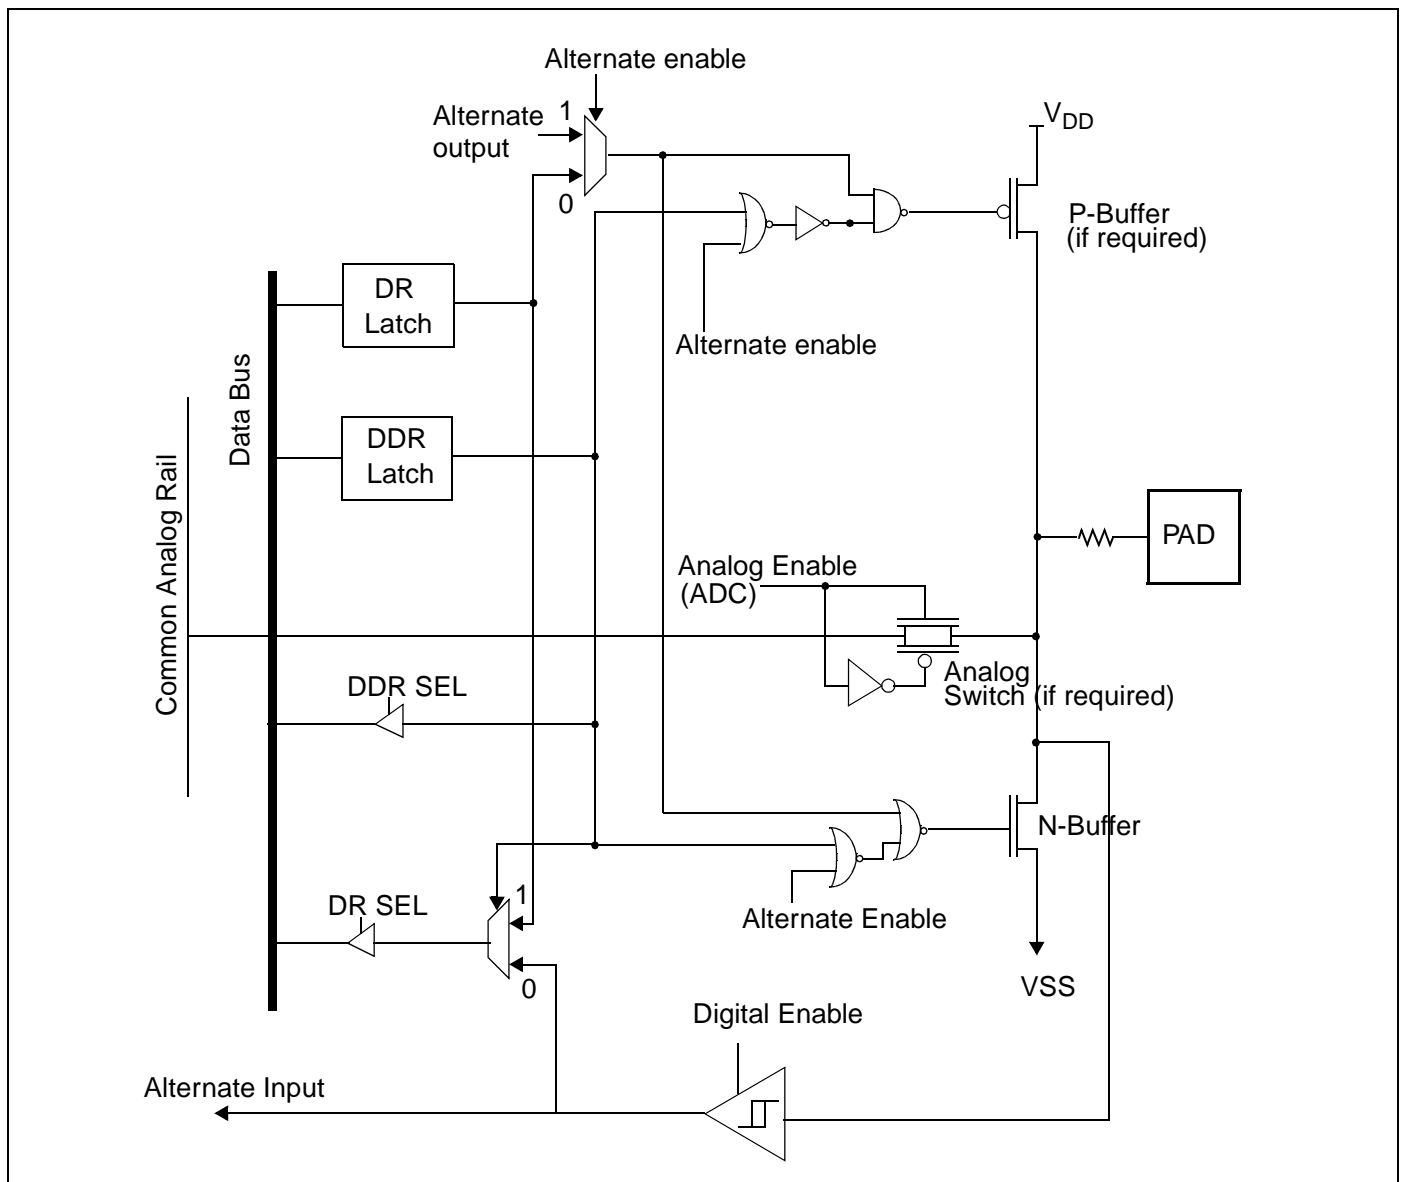 Alternate enable
Alternate
output
1
0
VDD
P-Buffer
(if required)
Alternate enable
DR
Latch
Data Bus
DDR
Latch
Common Analog Rail
PAD
Analog Enable
(ADC)
Analog
Switch (if required)
DDR SEL
N-Buffer
DR SEL
1
0
Alternate Enable
VSS
Digital Enable
Alternate Input